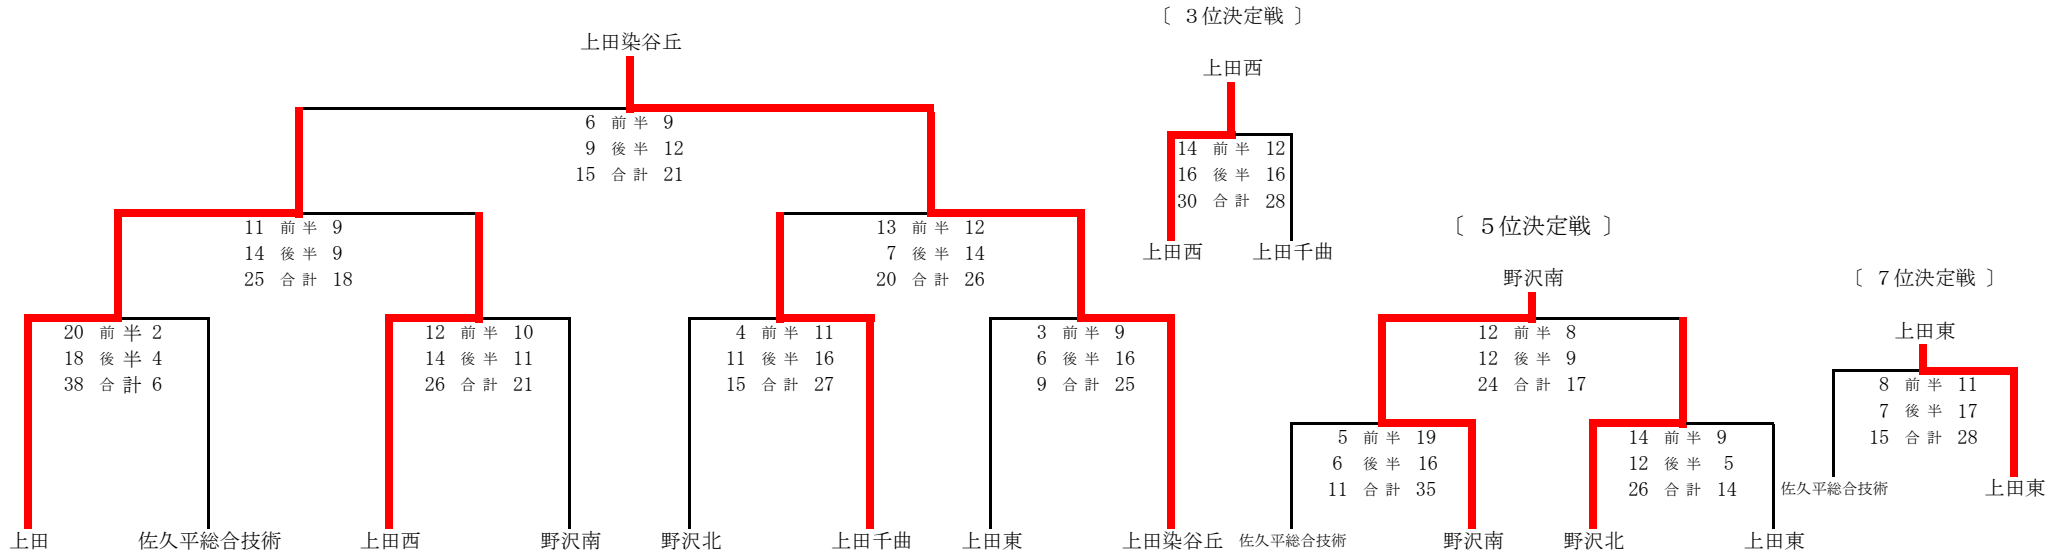 〔 ３位決定戦 〕
上田染谷丘
上田西
6 前半 9
9 後半 12
15 合計 21
14 前半 12
16 後半 16
30 合計 28
上田西 上田千曲
11 前半 9
14 後半 9
25 合計 18
13 前半 12
7 後半 14
20 合計 26
〔 ５位決定戦 〕
野沢南
〔 ７位決定戦 〕
上田東
20 前半 2
18 後半 4
38 合計 6
12 前半 10
14 後半 11
26 合計 21
4 前半 11
11 後半 16
15 合計 27
3 前半 9
6 後半 16
9 合計 25
12 前半 8
12 後半 9
24 合計 17
8 前半 11
7 後半 17
15 合計 28
5 前半 19
6 後半 16
11 合計 35
14 前半 9
12 後半 5
26 合計 14
佐久平総合技術 上田東
上田 佐久平総合技術 上田西 野沢南 野沢北 上田千曲 上田東 上田染谷丘 佐久平総合技術 野沢南 野沢北 上田東